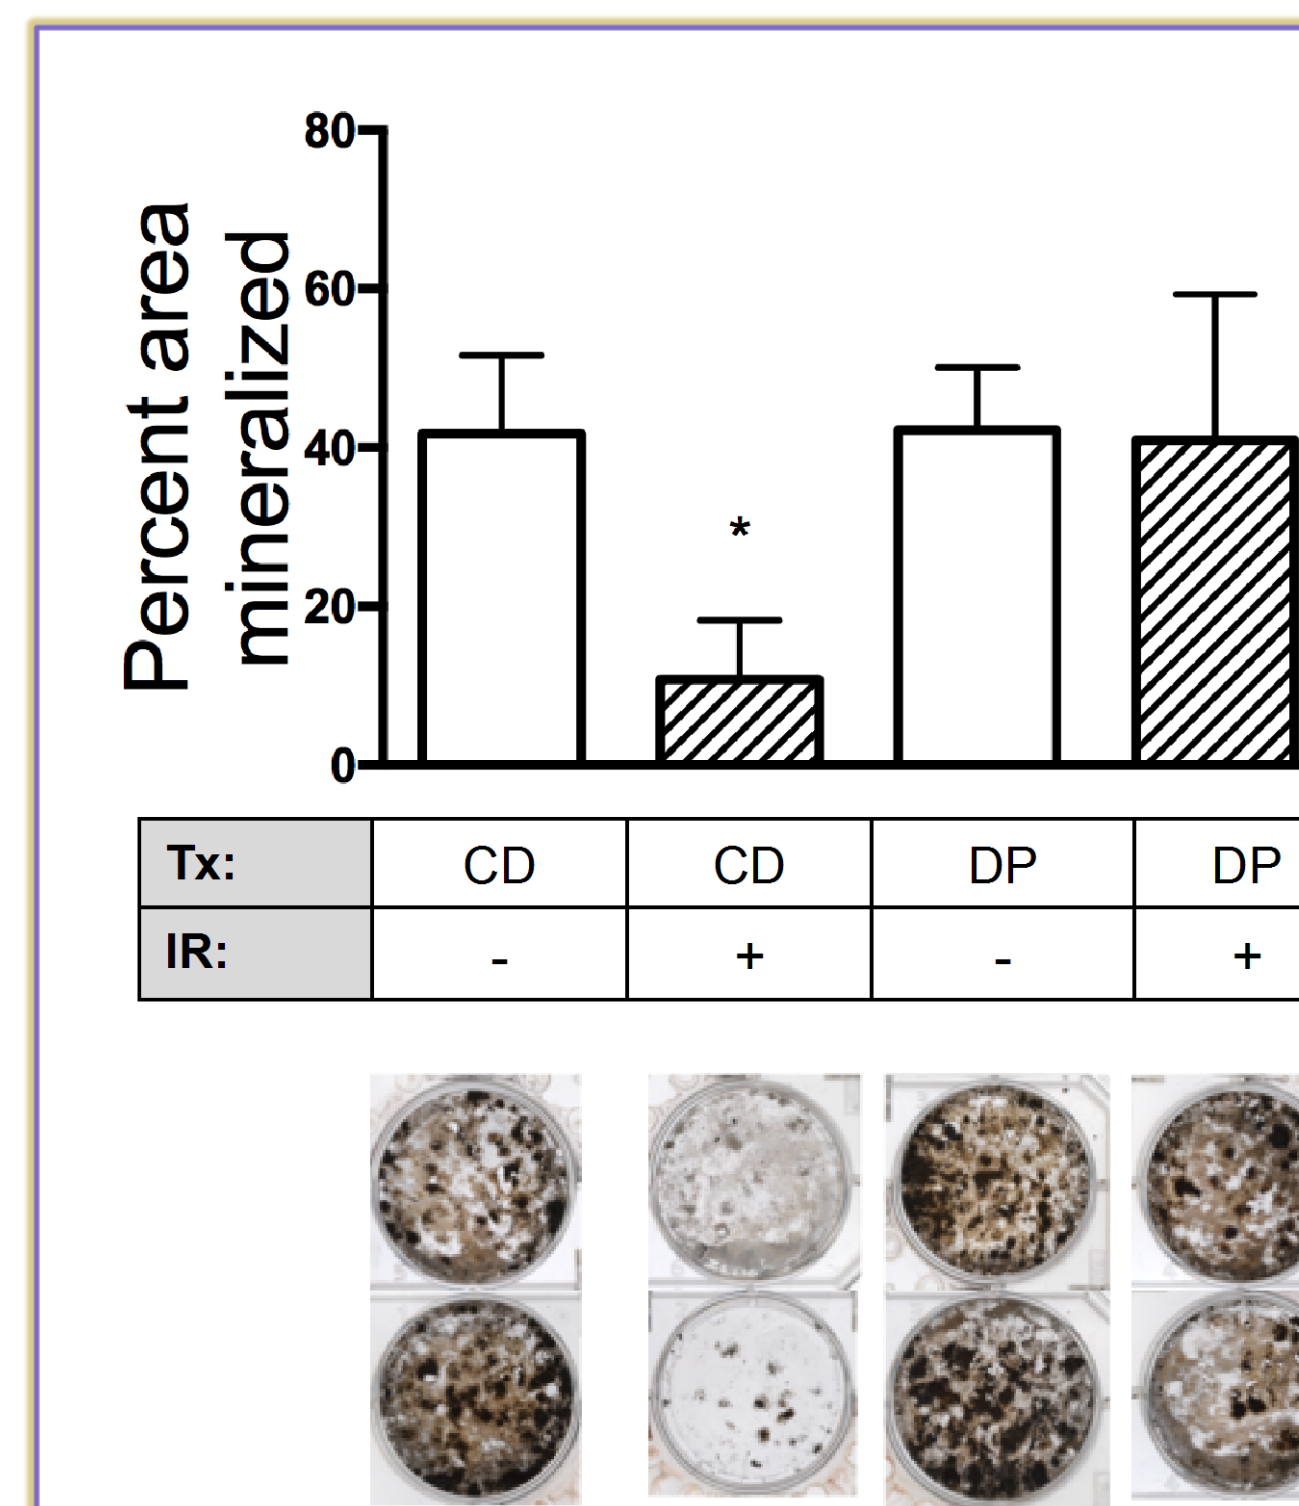 Percent area
mineralized
80
60
40
20
0
*
Tx: CD CD DP DP
IR: - + - +